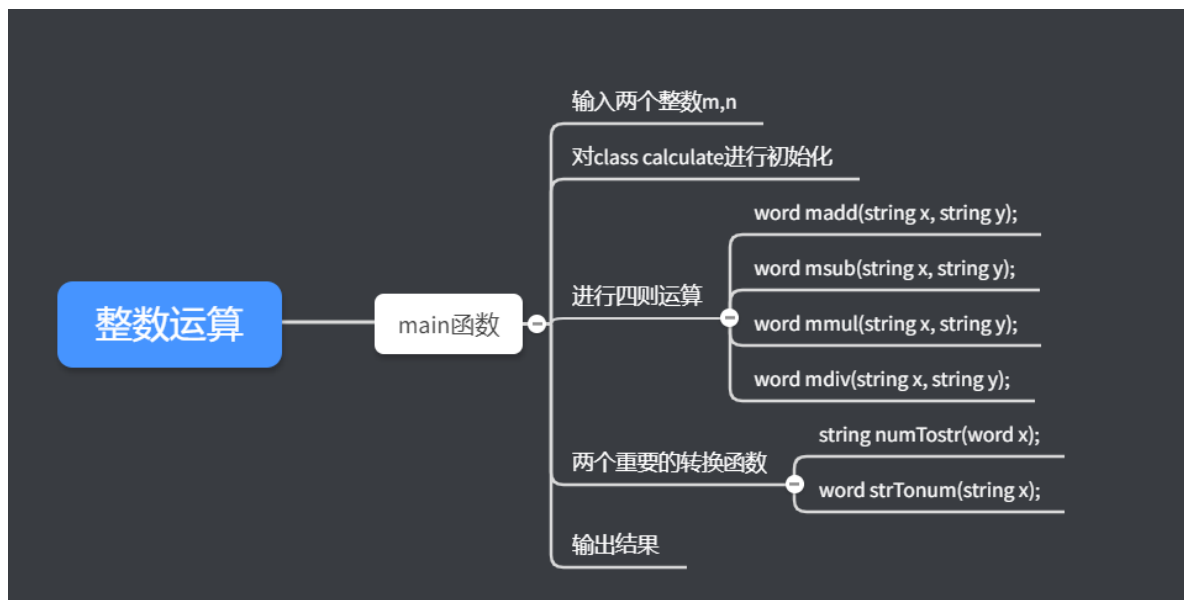 整数运算
main函数
输入两个整数m,n
对class calculate进行初始化
进行四则运算
word madd(string x, string y);
word msub(string x, string y);
word mmul(string x, string y);
word mdiv(string x, string y);
两个重要的转换函数
string numTostr(word x);
word strTonum(string x);
输出结果